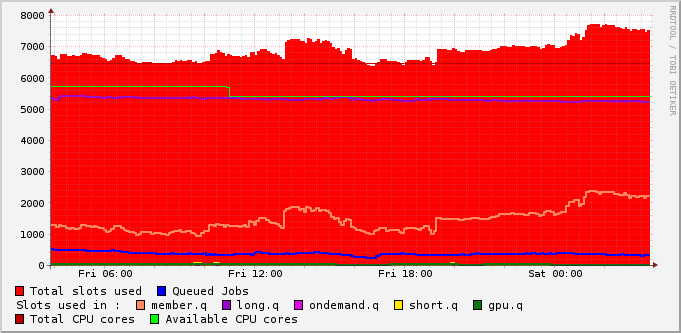 8000
7000
6000
5000
4000
3000
2000
1000
0
Fri 06:00 Fri 12:00 Fri 18:00 Sat 00:00
Total slots used Queued Jobs
Slots used in : member.q long.q ondemand.q short.q gpu.q
Total CPU cores Available CPU cores
RRDTOOL / TOBI OETIKER